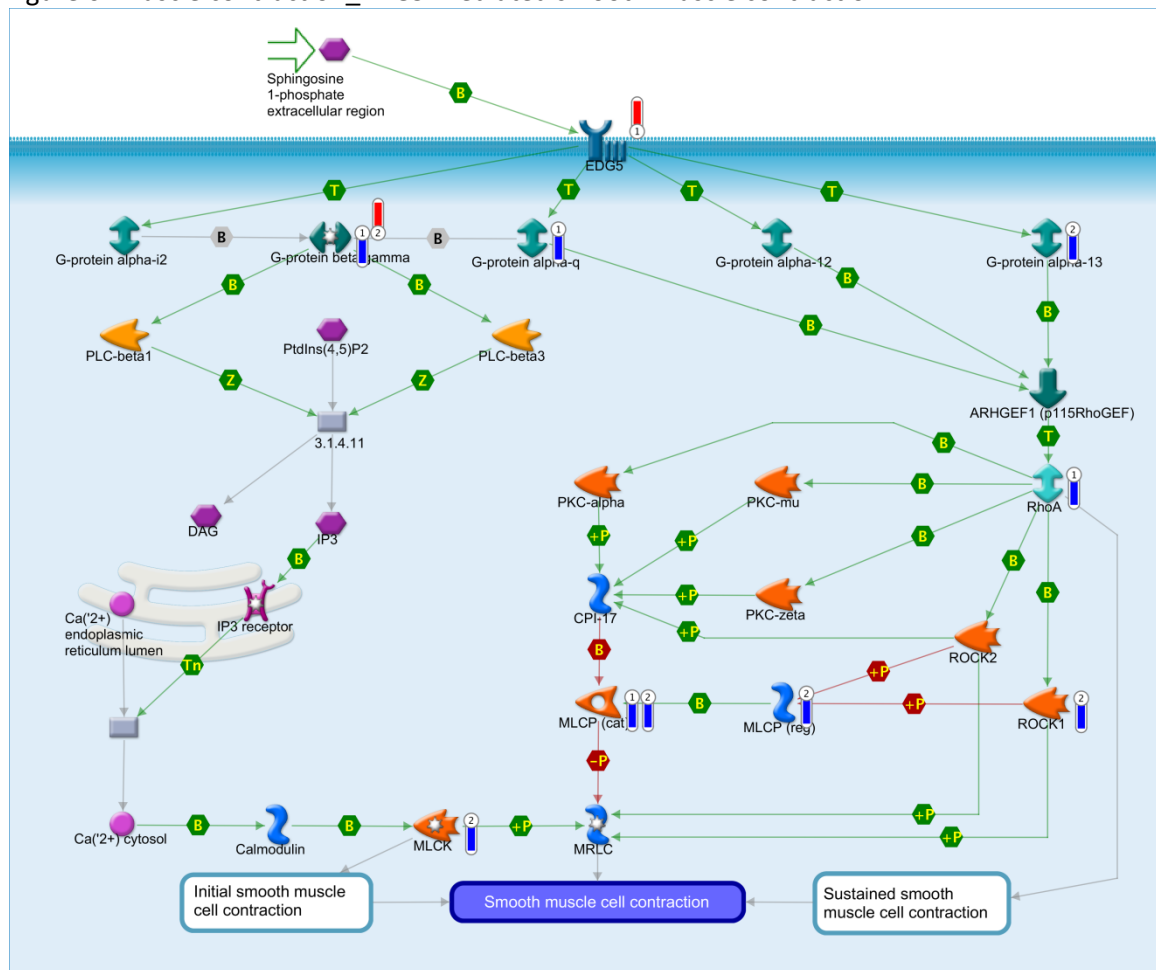 Sphingosine
1-phosphate
extracellular region
B
1
EDG5
T
T
T
T
G-protein alpha-i2
B
1
2
G-protein beta/gamma
B
1
G-protein alpha-q
G-protein alpha-12
2
G-protein alpha-13
B
B
B
B
B
PLC-beta1
PtdIns(4,5)P2
PLC-beta3
Z
Z
3.1.4.11
ARHGEF1 (p115RhoGEF)
T
B
PKC-alpha
PKC-mu
B
1
RhoA
DAG
IP3
+P
+P
B
B
B
B
Ca('2+)
endoplasmic
reticulum lumen
IP3 receptor
CPI-17
+P
PKC-zeta
+P
ROCK2
Tn
B
+P
1
2
MLCP (cat)
B
2
MLCP (reg)
+P
2
ROCK1
-P
Ca('2+) cytosol
B
Calmodulin
B
2
MLCK
+P
MRLC
+P
+P
Initial smooth muscle
cell contraction
Smooth muscle cell contraction
Sustained smooth
muscle cell contraction